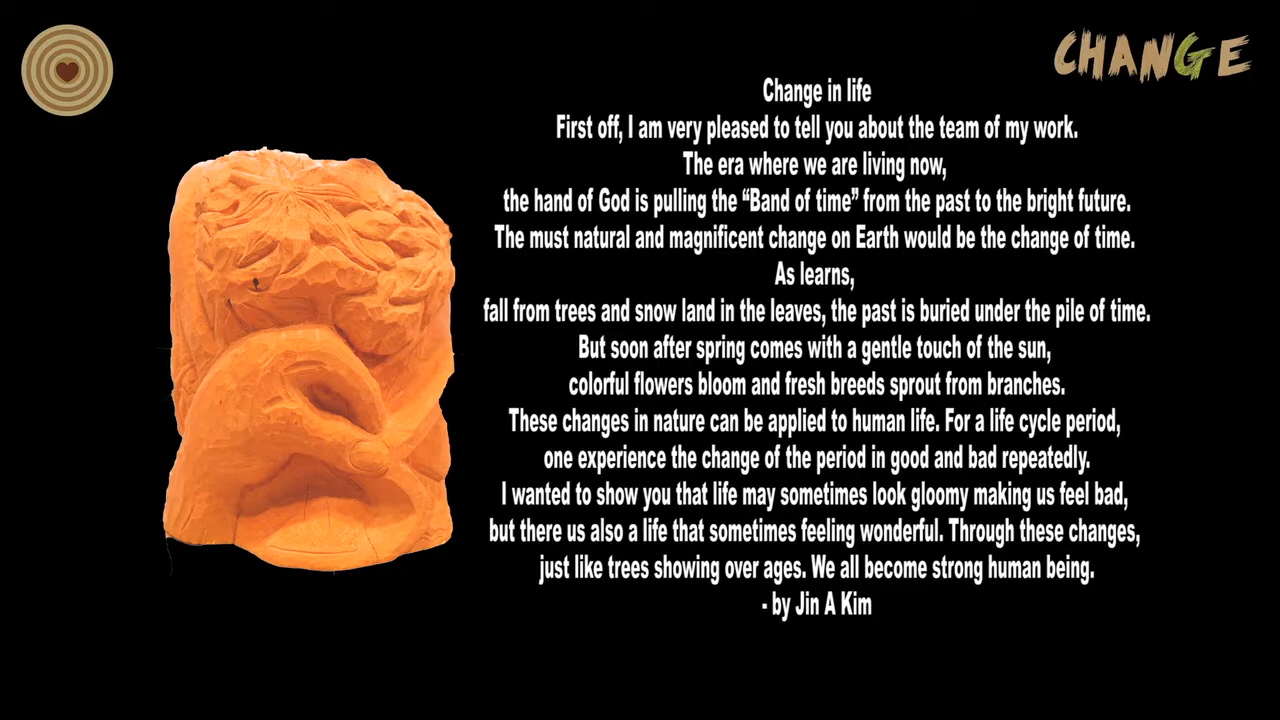 CHANGE
Change in life
First off, I am very pleased to tell you about the team of my work.
The era where we are living now,
the hand of God is pulling the “Band of time” from the past to the bright future.
The must natural and magnificent change on Earth would be the change of time.
As learns,
fall from trees and snow land in the leaves, the past is buried under the pile of time.
But soon after spring comes with a gentle touch of the sun,
colorful flowers bloom and fresh breeds sprout from branches.
These changes in nature can be applied to human life. For a life cycle period,
one experience the change of the period in good and bad repeatedly.
I wanted to show you that life may sometimes look gloomy making us feel bad,
but there us also a life that sometimes feeling wonderful. Through these changes,
just like trees showing over ages. We all become strong human being.
- by Jin A Kim